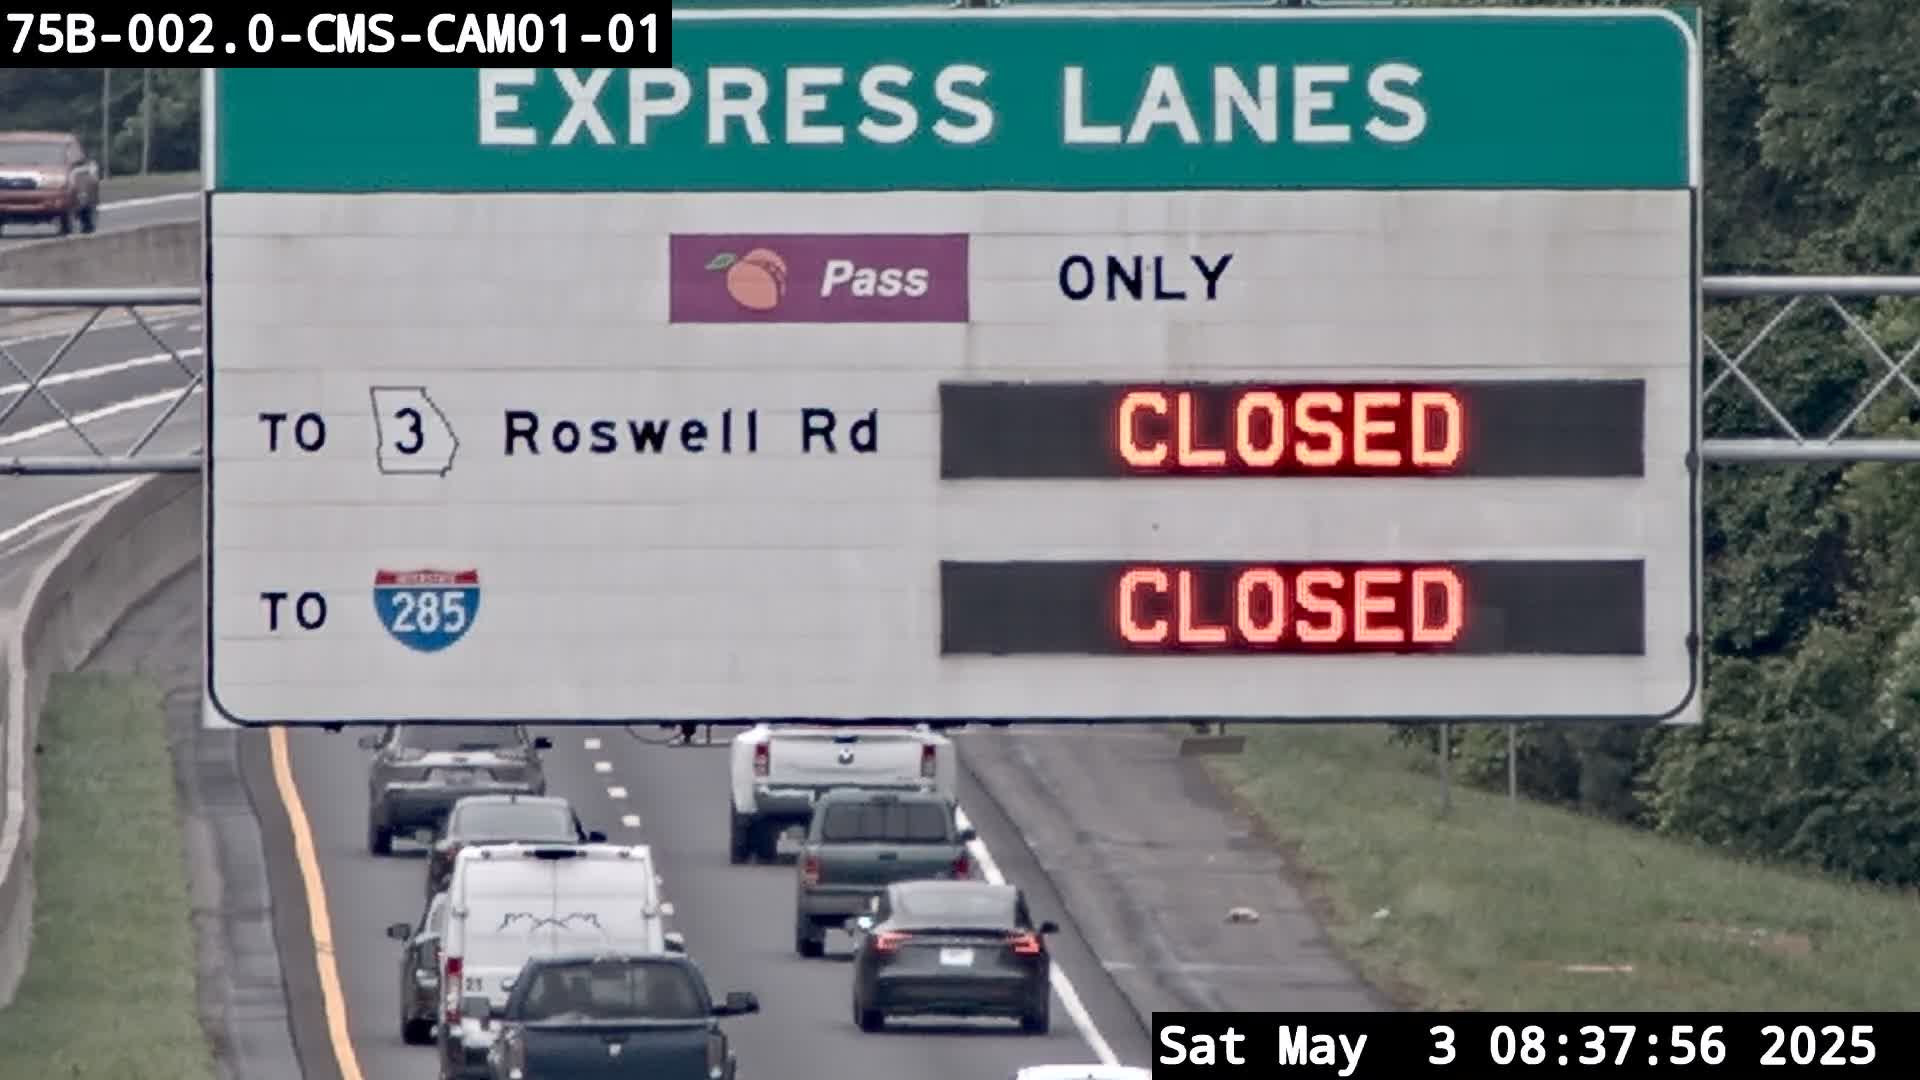 75B-002.0-CMS-CAM01-01
EXPRESS LANES
Pass ONLY
TO 3 Roswell Rd CLOSED
TO 285 CLOSED
21
Sat May 3 08:37:56 2025